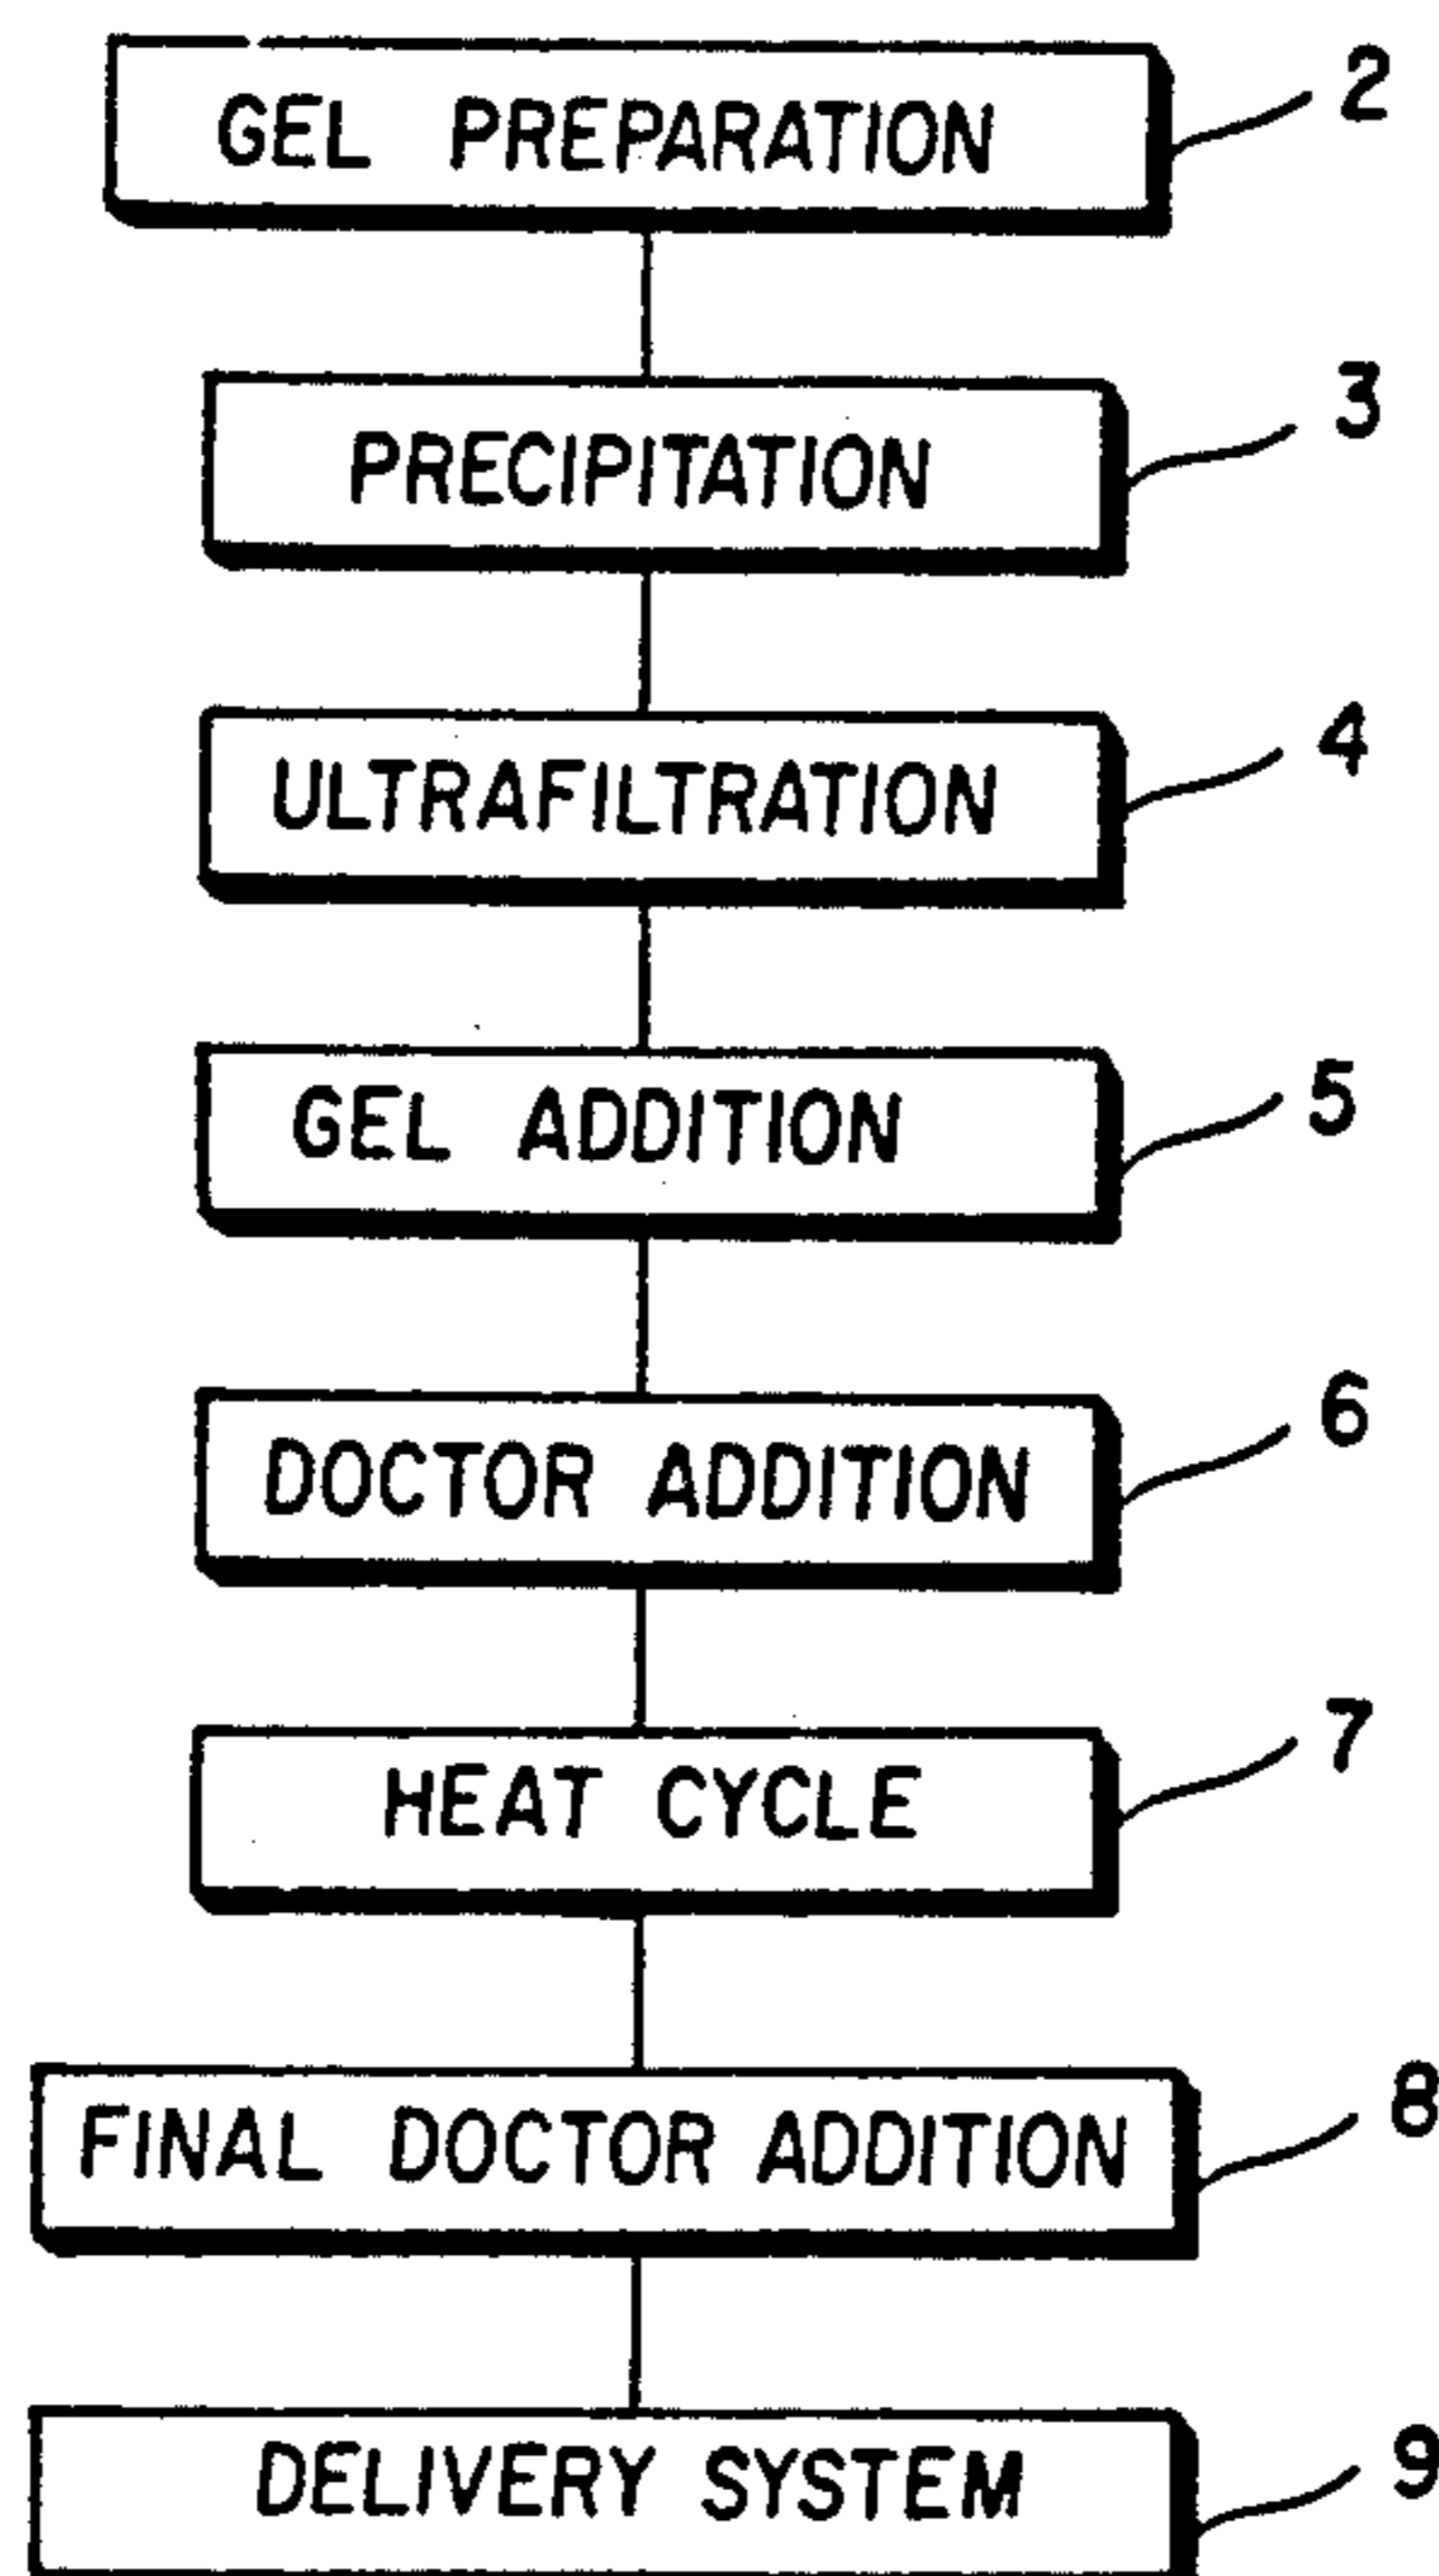 GEL PREPARATION 2
PRECIPITATION 3
ULTRAFILTRATION 4
GEL ADDITION 5
DOCTOR ADDITION 6
HEAT CYCLE 7
FINAL DOCTOR ADDITION 8
DELIVERY SYSTEM 9